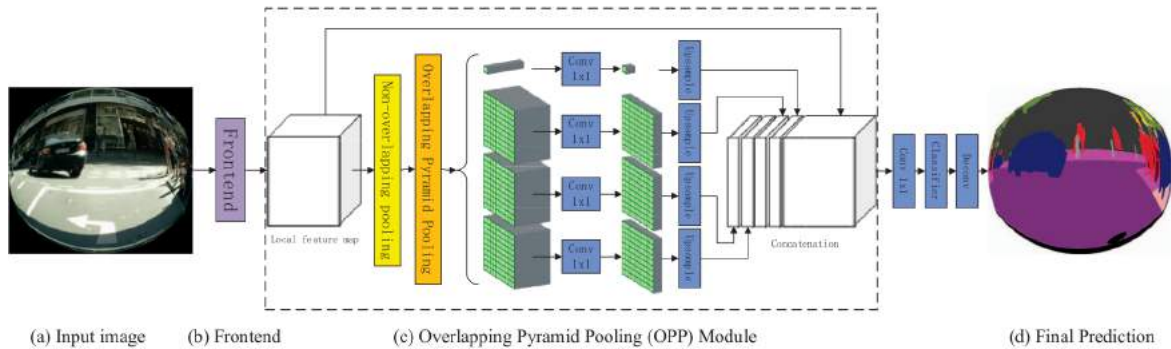 Frontend
Local feature map
Non-overlapping pooling
Overlapping Pyramid Pooling
Conv
1x1
Upsample
Conv
1x1
Upsample
Conv
1x1
Upsample
Conv
1x1
Upsample
Concatenation
Conv 1x1
Classifier
Deconv
(a) Input image
(b) Frontend
(c) Overlapping Pyramid Pooling (OPP) Module
(d) Final Prediction